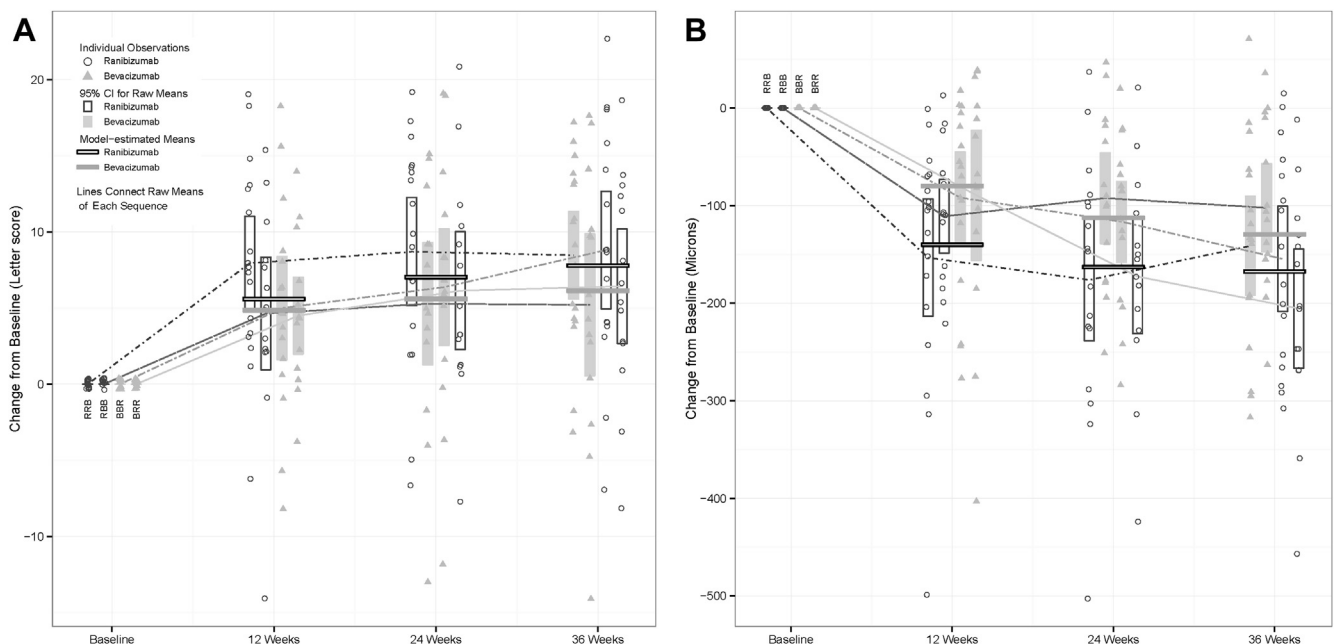 A
Individual Observations
Ranibizumab
Bevacizumab
95% CI for Raw Means
Ranibizumab
Bevacizumab
Model-estimated Means
Ranibizumab
Bevacizumab
Lines Connect Raw Means
of Each Sequence
Change from Baseline (Letter score)
20
10
0
−10
RRB
RBB
BBR
BRR
Baseline
12 Weeks
24 Weeks
36 Weeks
B
Change from Baseline (Microns)
0
−100
−200
−300
−400
−500
RRB
RBB
BBR
BRR
Baseline
12 Weeks
24 Weeks
36 Weeks